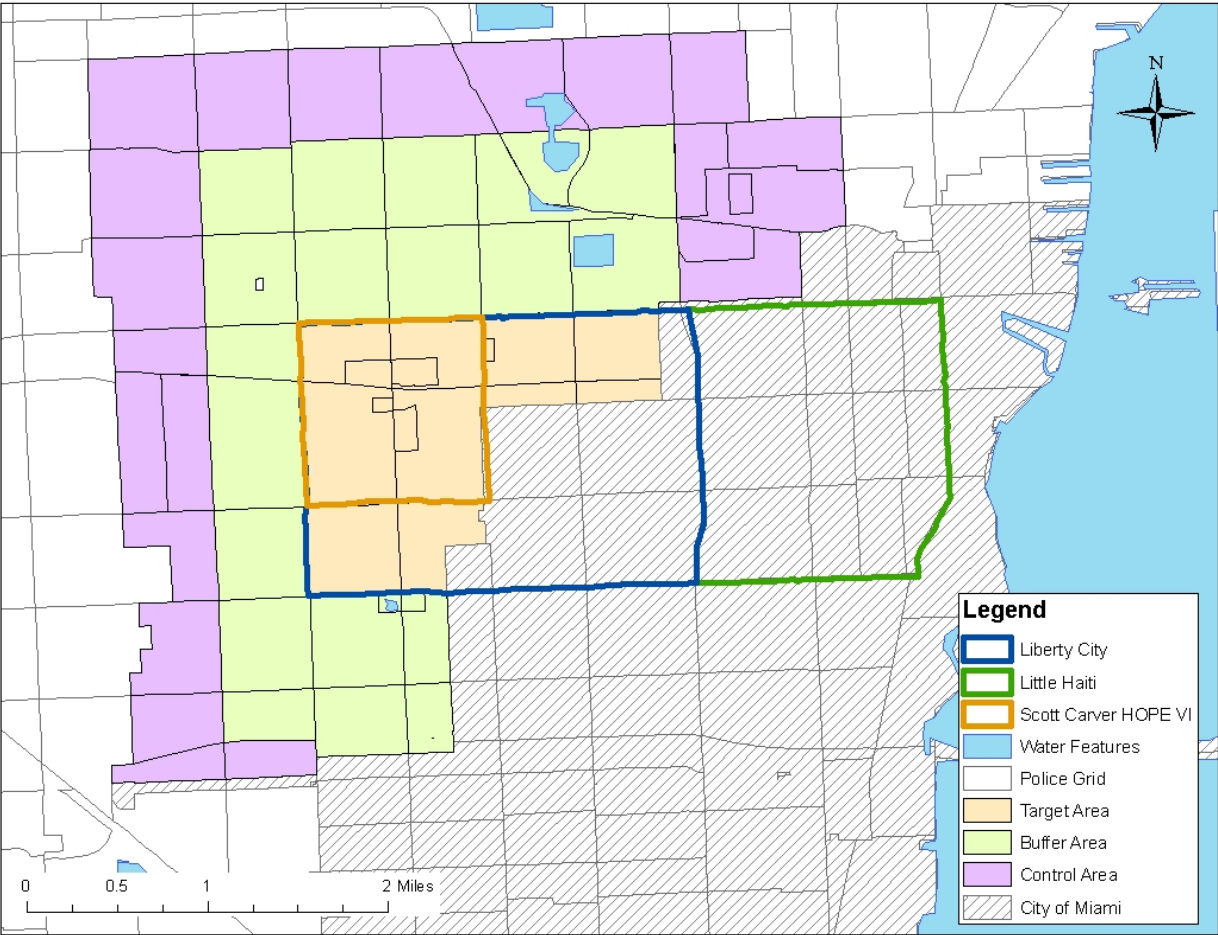 N
Legend
Liberty City
Little Haiti
Scott Carver HOPE VI
Water Features
Police Grid
Target Area
Buffer Area
Control Area
City of Miami
0 0.5 1 2 Miles